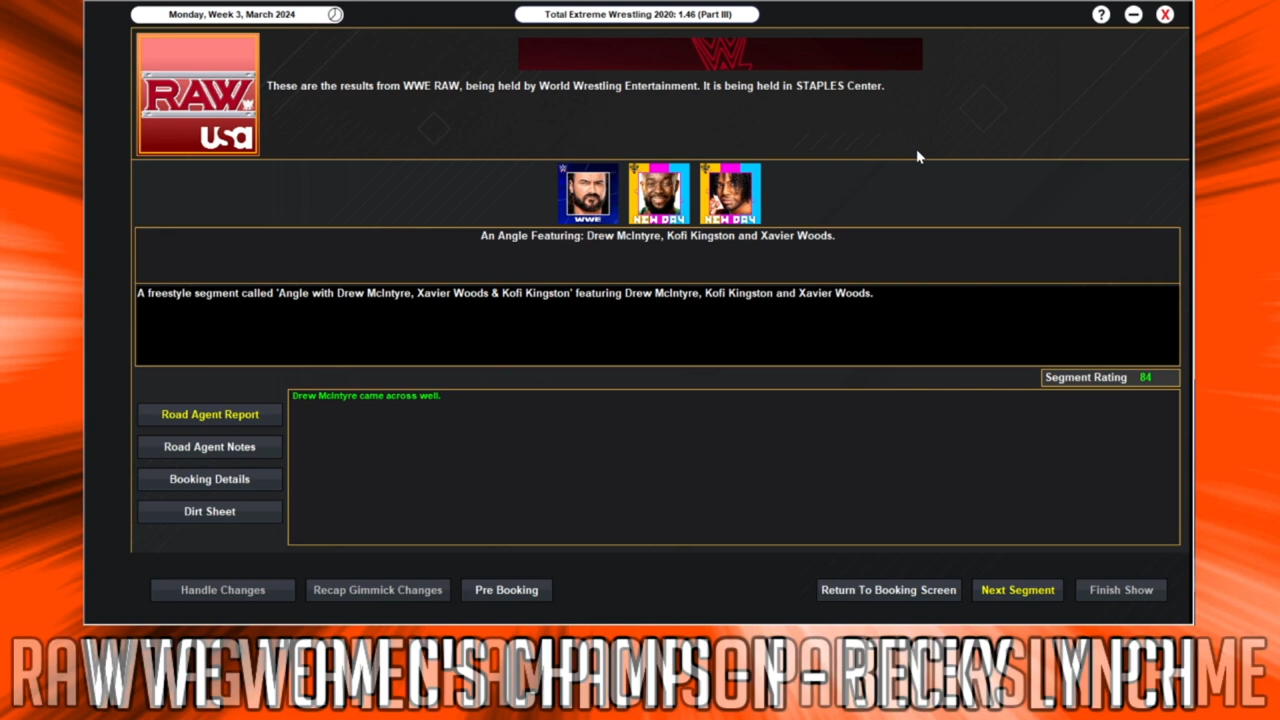 Monday, Week 3, March 2024
Total Extreme Wrestling 2020: 1.46 (Part III)
?
X
RAW
USA
These are the results from WWE RAW, being held by World Wrestling Entertainment. It is being held in STAPLES Center.
WWE
NEW DAY
NEW DAY
An Angle Featuring: Drew McIntyre, Kofi Kingston and Xavier Woods.
A freestyle segment called 'Angle with Drew McIntyre, Xavier Woods & Kofi Kingston' featuring Drew McIntyre, Kofi Kingston and Xavier Woods.
Segment Rating 84
Road Agent Report
Drew McIntyre came across well.
Road Agent Notes
Booking Details
Dirt Sheet
Handle Changes
Recap Gimmick Changes
Pre Booking
Return To Booking Screen
Next Segment
Finish Show
WWE WOMEN'S CHAMPION - BECKY LYNCH